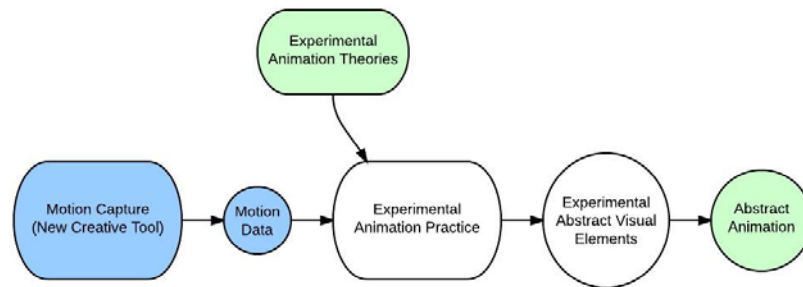 Experimental
Animation Theories
Motion Capture
(New Creative Tool)
Motion
Data
Experimental
Animation Practice
Experimental
Abstract Visual
Elements
Abstract
Animation